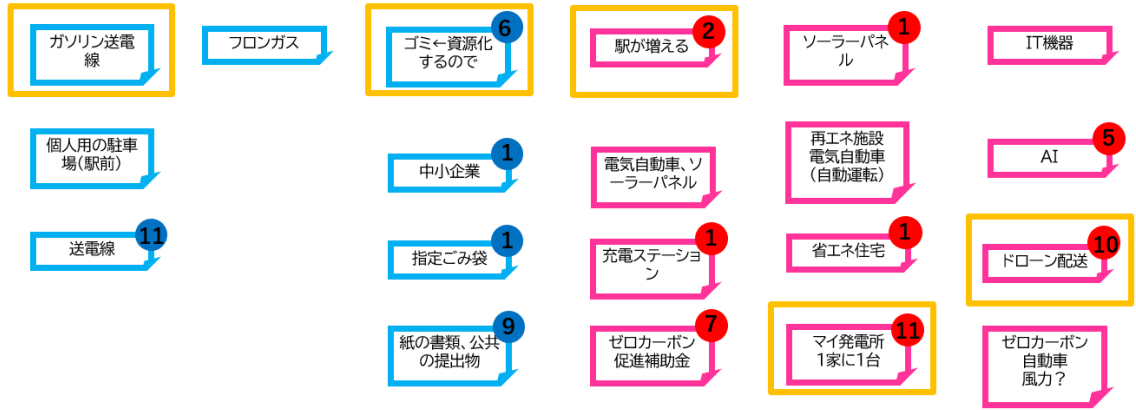 ガソリン送電
線
フロンガス
6
ゴミ←資源化
するので
2
駅が増える
1
ソーラーパネ
ル
IT機器
個人用の駐車
場(駅前)
1
中小企業
電気自動車、ソ
ーラーパネル
再エネ施設
電気自動車
(自動運転)
5
AI
11
送電線
1
指定ごみ袋
1
充電ステーショ
ン
1
省エネ住宅
10
ドローン配送
9
紙の書類、公共
の提出物
7
ゼロカーボン
促進補助金
11
マイ発電所
1家に1台
ゼロカーボン
自動車
風力?